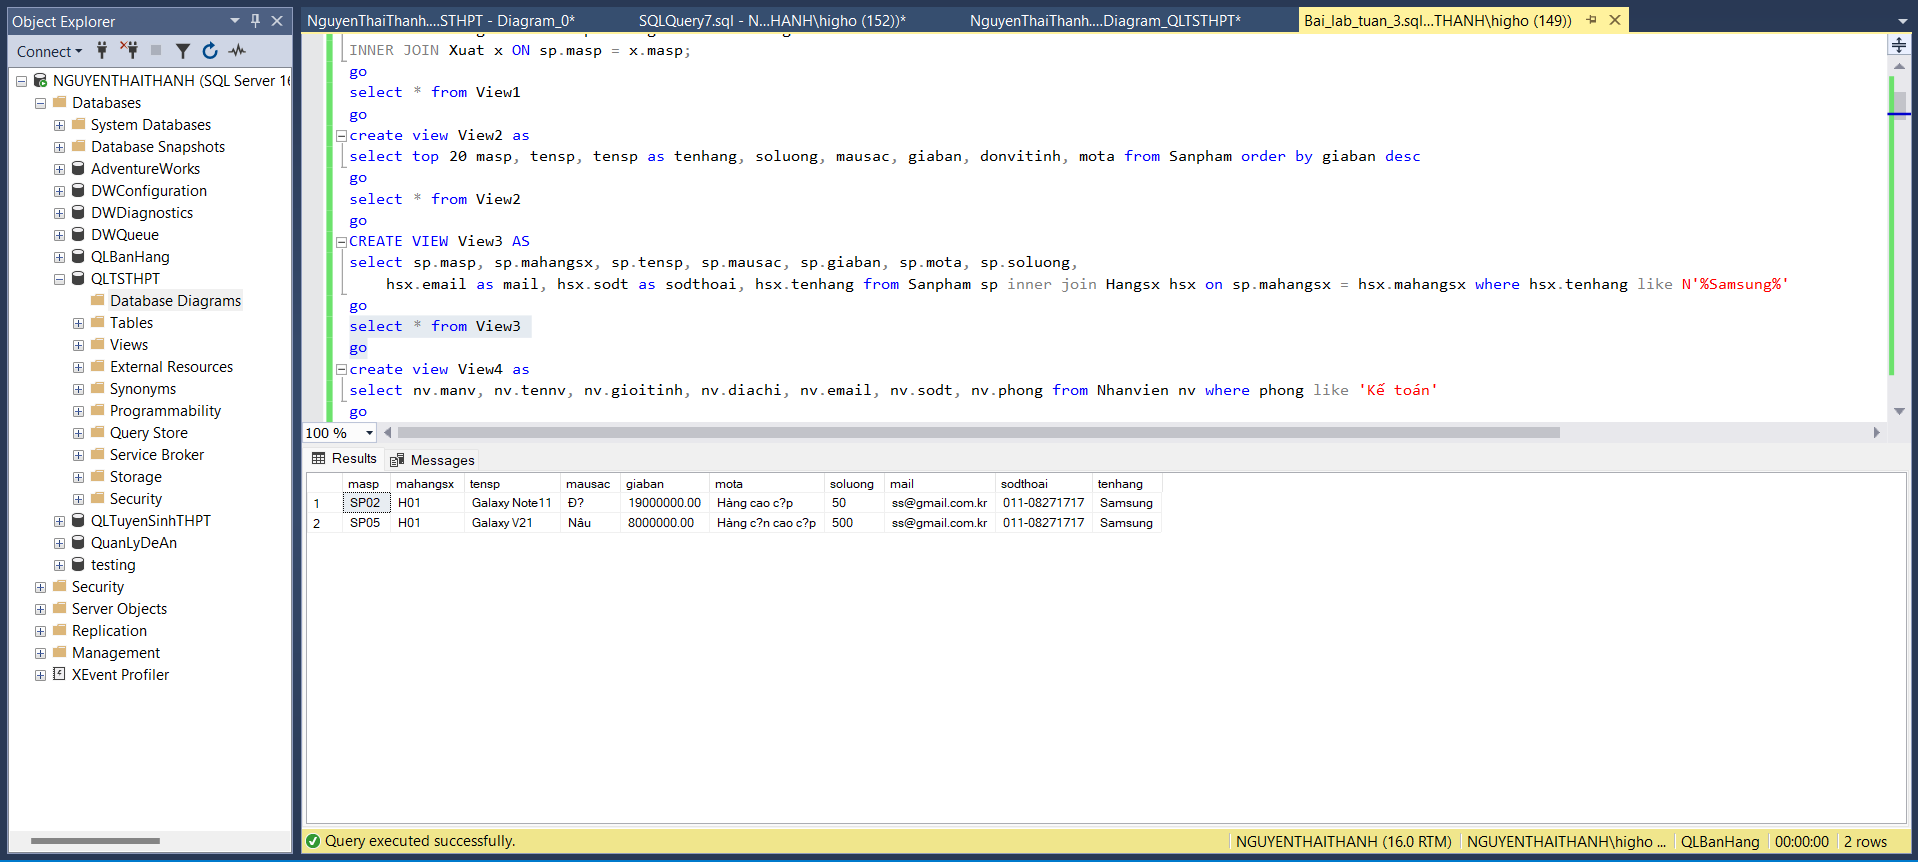 Object Explorer
Connect
NGUYENTHAITHANH (SQL Server 16
Databases
System Databases
Database Snapshots
AdventureWorks
DWConfiguration
DWDiagnostics
DWQueue
QLBanHang
QLTSTHPT
Database Diagrams
Tables
Views
External Resources
Synonyms
Programmability
Query Store
Service Broker
Storage
Security
QLTuyenSinhTHPT
QuanLyDeAn
testing
Security
Server Objects
Replication
Management
XEvent Profiler
NguyenThaiThanh....STHPT - Diagram_0* SQLQuery7.sql - N...HANH\higho (152))* NguyenThaiThanh....Diagram_QLTSTHPT* Bai_lab_tuan_3.sql...THANH\higho (149))
INNER JOIN Xuat x ON sp.masp = x.masp;
go
select * from View1
go
create view View2 as
select top 20 masp, tensp, tensp as tenhang, soluong, mausac, giaban, donvitinh, mota from Sanpham order by giaban desc
go
select * from View2
go
CREATE VIEW View3 AS
select sp.masp, sp.mahangsx, sp.tensp, sp.mausac, sp.giaban, sp.mota, sp.soluong,
hsx.email as mail, hsx.sodt as sodthoai, hsx.tenhang from Sanpham sp inner join Hangsx hsx on sp.mahangsx = hsx.mahangsx where hsx.tenhang like N'%Samsung%'
go
select * from View3
go
create view View4 as
select nv.manv, nv.tennv, nv.gioitinh, nv.diachi, nv.email, nv.sodt, nv.phong from Nhanvien nv where phong like 'Kế toán'
go
100 %
Results Messages
masp mahangsx tensp mausac giaban mota soluong mail sodthoai tenhang
1 SP02 H01 Galaxy Note11 Đ? 19000000.00 Hàng cao c?p 50 ss@gmail.com.kr 011-08271717 Samsung
2 SP05 H01 Galaxy V21 Nâu 8000000.00 Hàng c?n cao c?p 500 ss@gmail.com.kr 011-08271717 Samsung
Query executed successfully. NGUYENTHAITHANH (16.0 RTM) NGUYENTHAITHANH\higho ... QLBanHang 00:00:00 2 rows